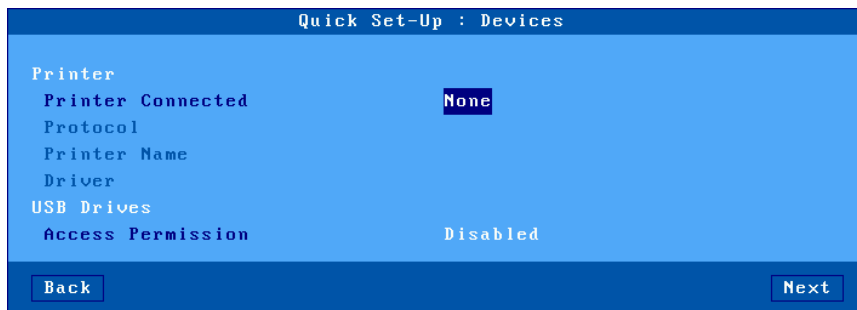 Quick Set-Up : Devices
Printer
Printer Connected None
Protocol
Printer Name
Driver
USB Drives
Access Permission Disabled
Back Next